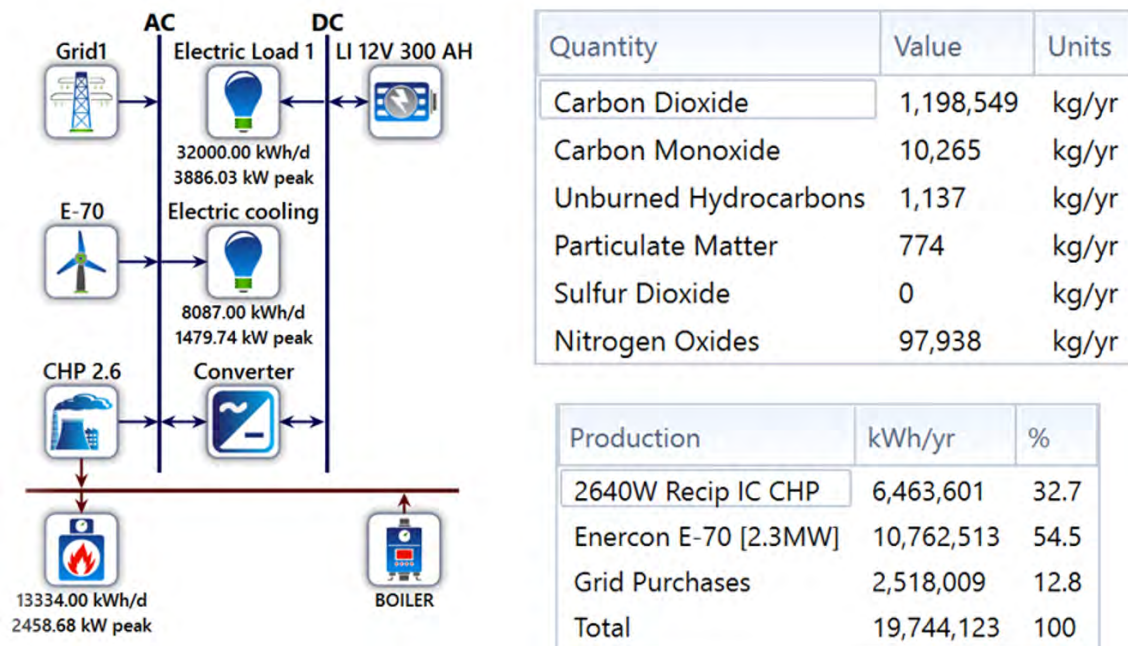 AC
DC
Grid1
Electric Load 1
LI 12V 300 AH
32000.00 kWh/d
3886.03 kW peak
E-70
Electric cooling
8087.00 kWh/d
1479.74 kW peak
CHP 2.6
Converter
13334.00 kWh/d
2458.68 kW peak
BOILER
Quantity Value Units
Carbon Dioxide 1,198,549 kg/yr
Carbon Monoxide 10,265 kg/yr
Unburned Hydrocarbons 1,137 kg/yr
Particulate Matter 774 kg/yr
Sulfur Dioxide 0 kg/yr
Nitrogen Oxides 97,938 kg/yr
Production kWh/yr %
2640W Recip IC CHP 6,463,601 32.7
Enercon E-70 [2.3MW] 10,762,513 54.5
Grid Purchases 2,518,009 12.8
Total 19,744,123 100